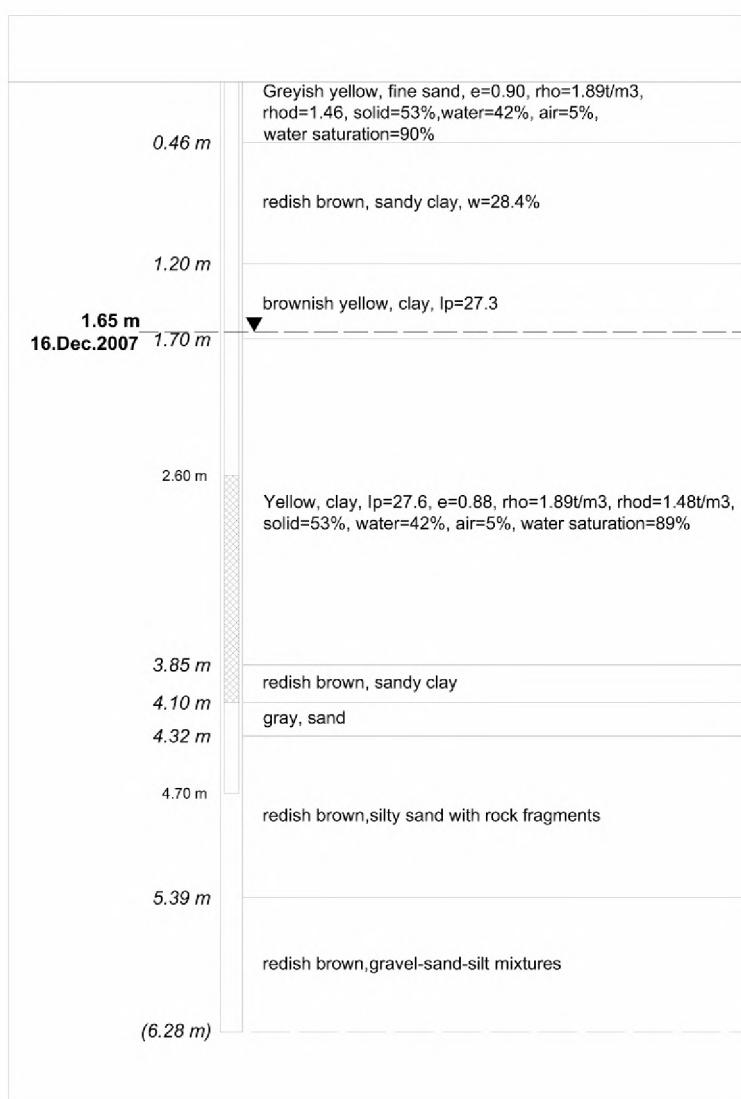 Greyish yellow, fine sand, e=0.90, rho=1.89t/m3,
rhod=1.46, solid=53%,water=42%, air=5%,
water saturation=90%
0.46 m
redish brown, sandy clay, w=28.4%
1.20 m
brownish yellow, clay, Ip=27.3
1.65 m
16.Dec.2007
1.70 m
2.60 m
Yellow, clay, Ip=27.6, e=0.88, rho=1.89t/m3, rhod=1.48t/m3,
solid=53%, water=42%, air=5%, water saturation=89%
3.85 m
redish brown, sandy clay
4.10 m
gray, sand
4.32 m
4.70 m
redish brown,silty sand with rock fragments
5.39 m
redish brown,gravel-sand-silt mixtures
(6.28 m)